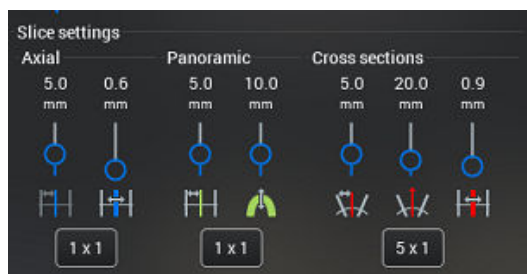 Slice settings
Axial Panoramic Cross sections
5.0 0.6 5.0 10.0 5.0 20.0 0.9
mm mm mm mm mm mm mm
1 x 1 1 x 1 5 x 1